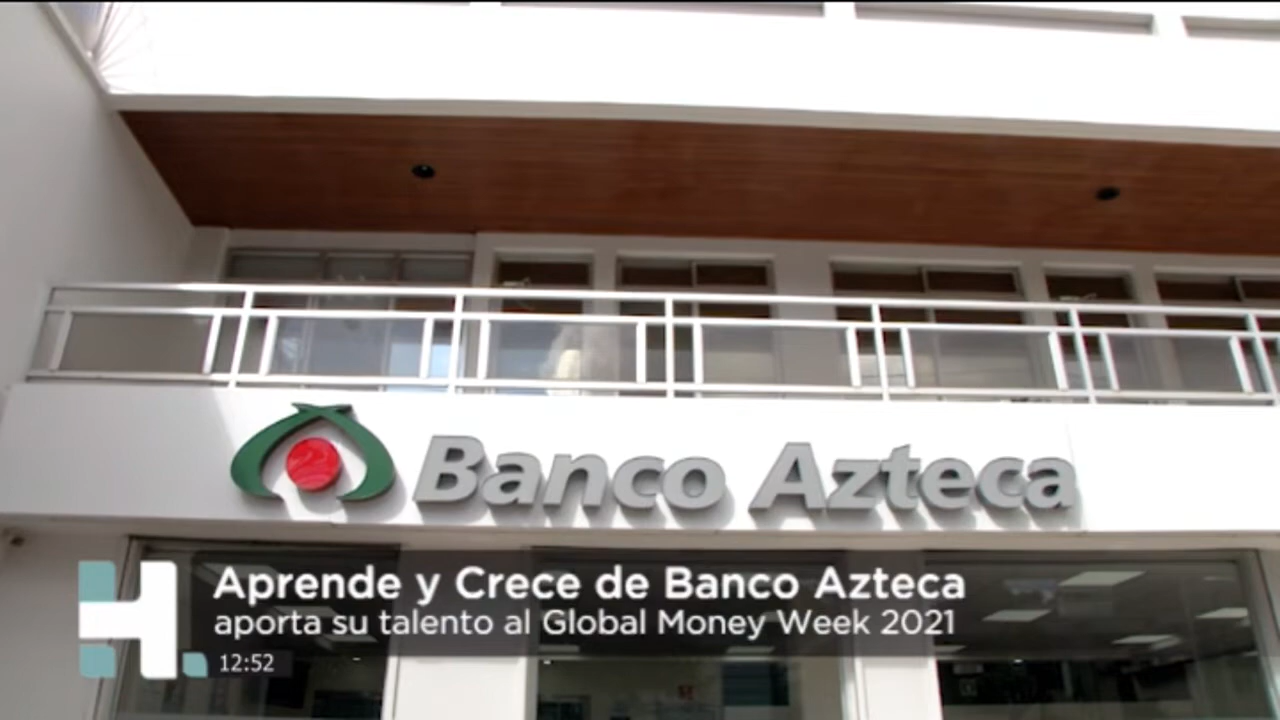 Banco Azteca
Aprende y Crece de Banco Azteca
aporta su talento al Global Money Week 2021
12:52